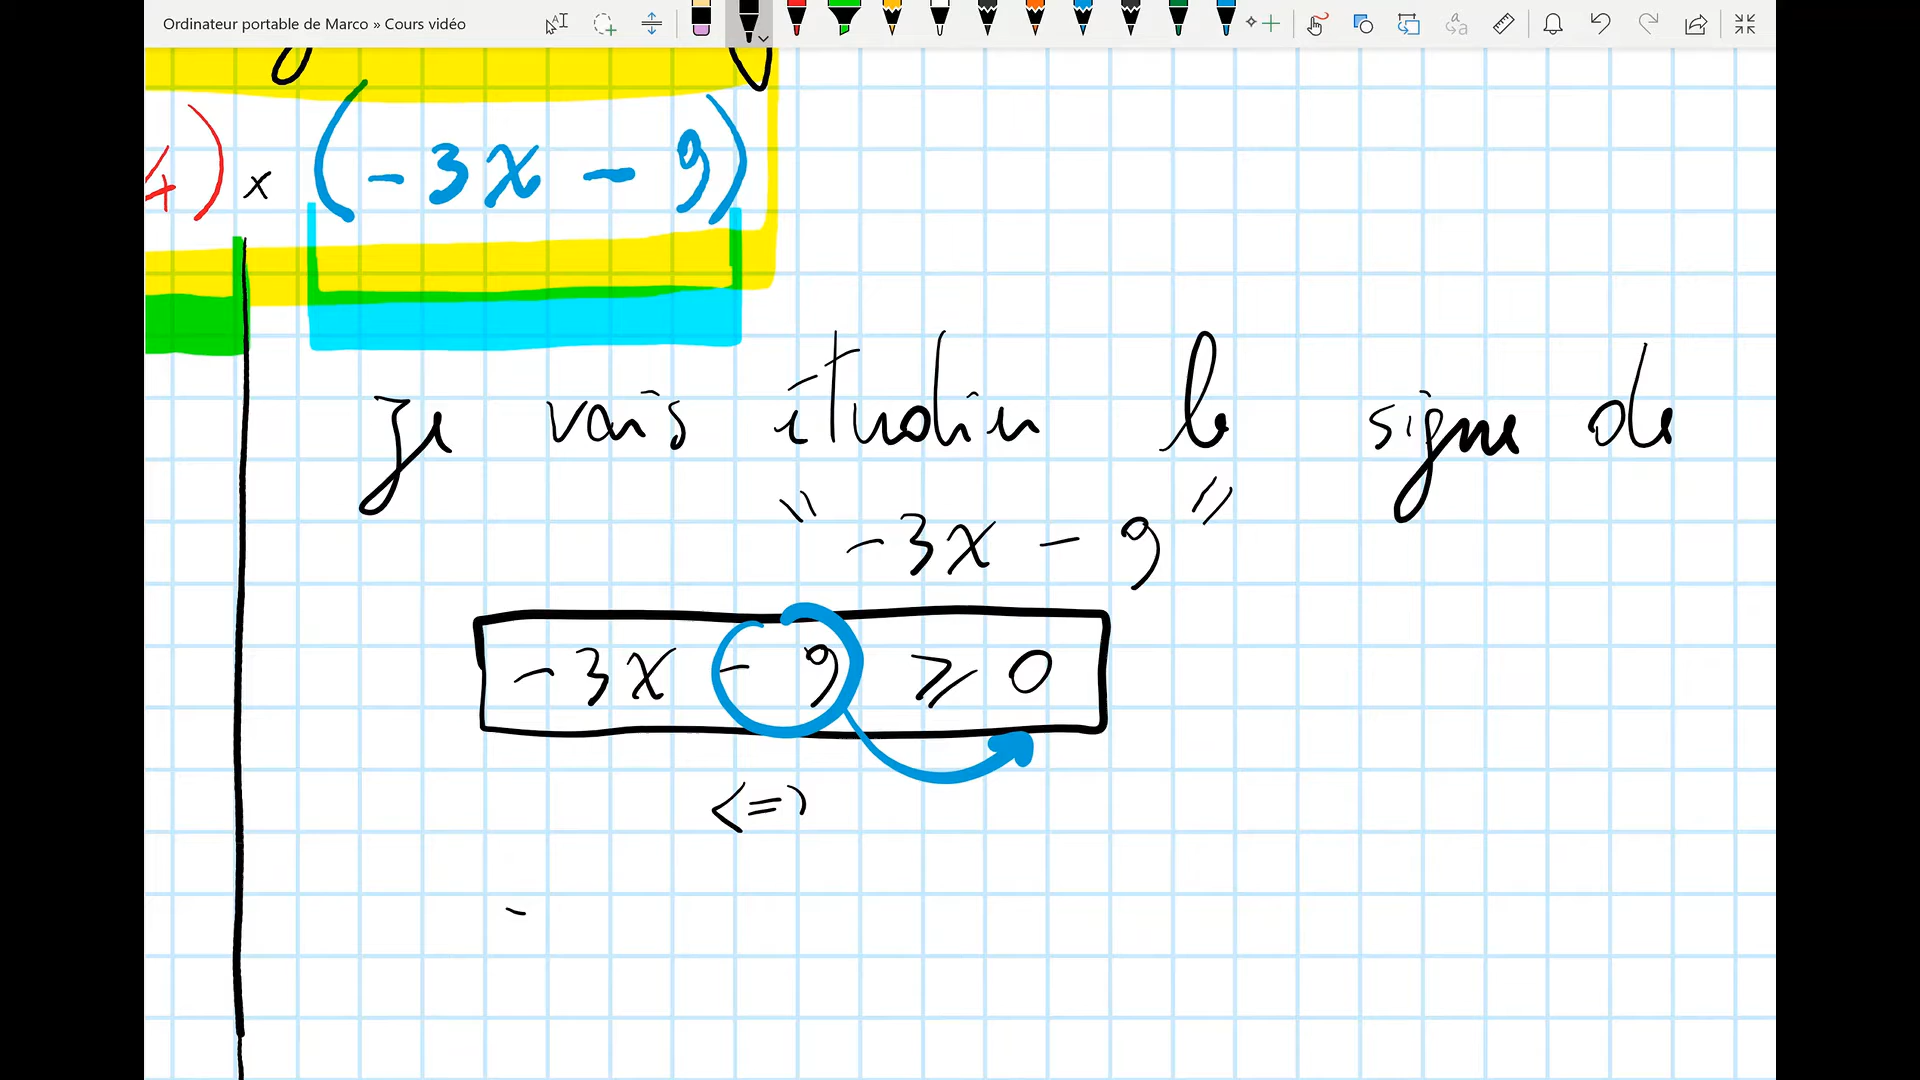 Ordinateur portable de Marco » Cours vidéo
4) x (-3x - 9)
Je vais étudier le signe de
" -3x - 9 "
-3x - 9 ⩾ 0
<=>
-